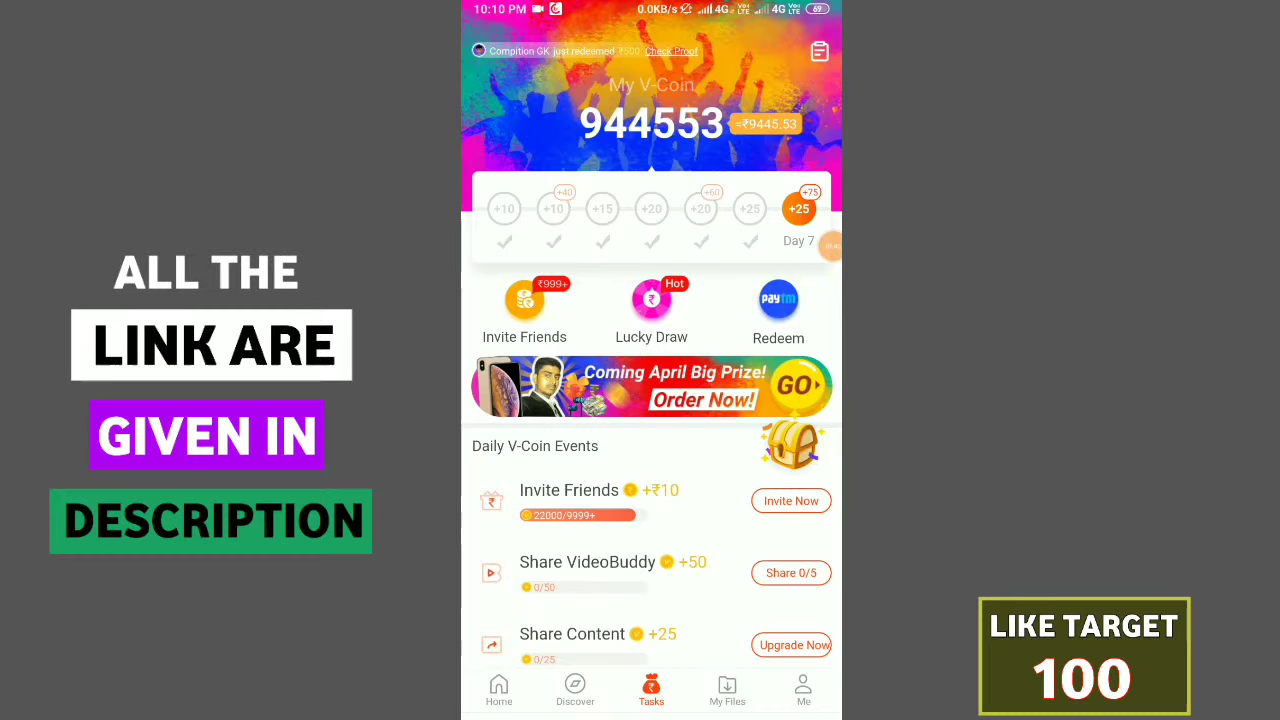 ALL THE
LINK ARE
GIVEN IN
DESCRIPTION
10:10 PM
0.0KB/s
4G
Vo
LTE
4G
Vo
LTE
69
Compition GK just redeemed ₹500 Check Proof
My V-Coin
944553
=₹9445.53
+40
+60
+75
+10
+10
+15
+20
+20
+25
+25
Day 7
₹999+
Hot
paytm
Invite Friends
Lucky Draw
Redeem
Coming April Big Prize!
Order Now!
GO
Daily V-Coin Events
Invite Friends +₹10
22000/9999+
Invite Now
Share VideoBuddy +50
0/50
Share 0/5
Share Content +25
0/25
Upgrade Now
Home
Discover
Tasks
My Files
Me
LIKE TARGET
100